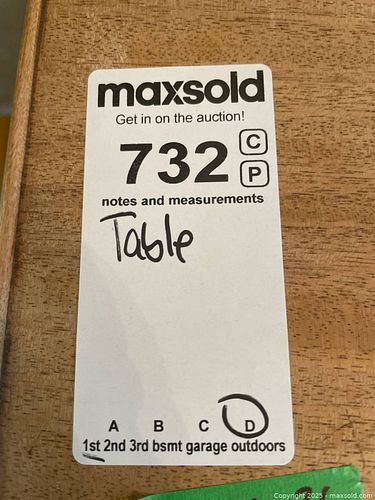 maxsold
Get in on the auction!
732 C
P
notes and measurements
Table
A B C D
1st 2nd 3rd bsmt garage outdoors
Copyright 2025 - maxsold.com